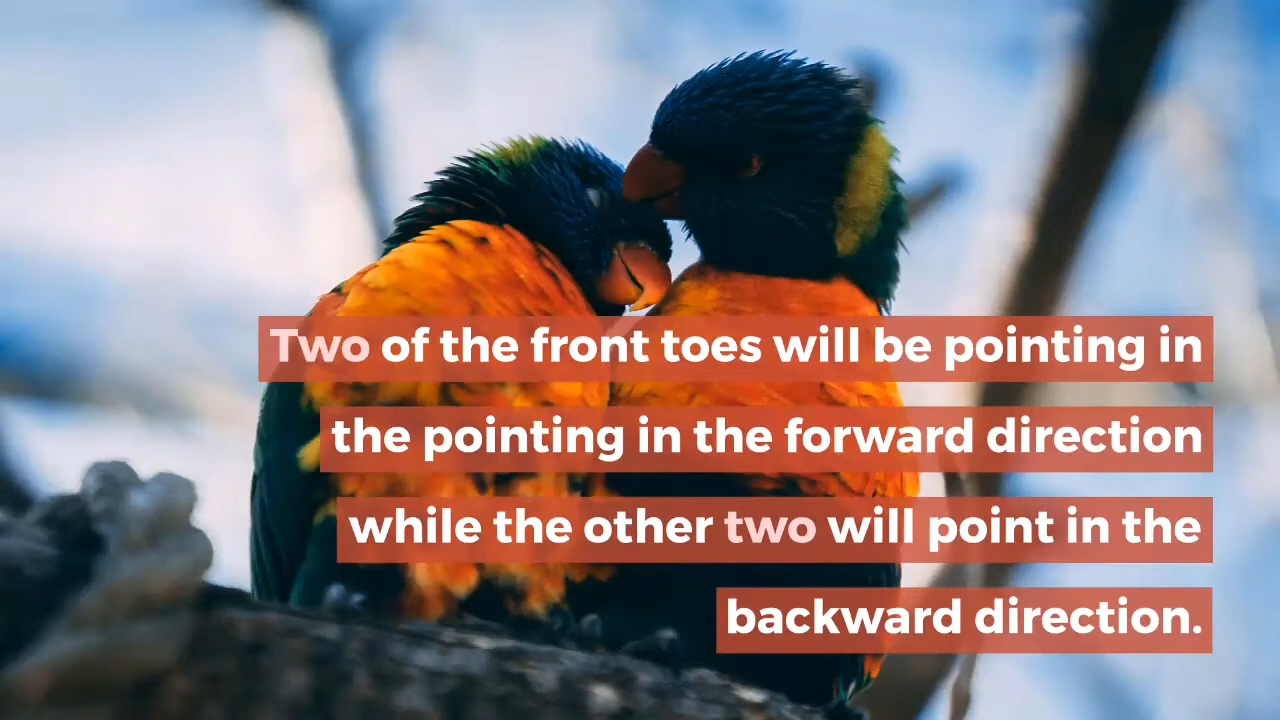 Two of the front toes will be pointing in
the pointing in the forward direction
while the other two will point in the
backward direction.